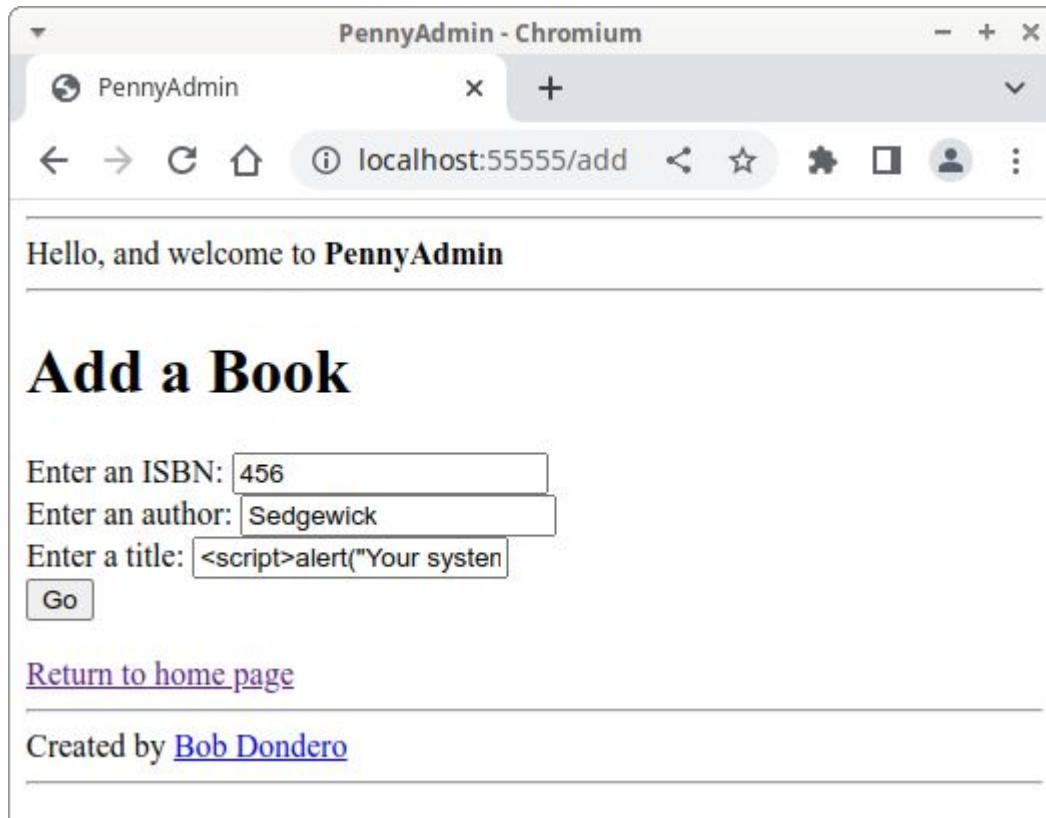 PennyAdmin - Chromium
PennyAdmin
localhost:55555/add
Hello, and welcome to PennyAdmin
Add a Book
Enter an ISBN: 456
Enter an author: Sedgewick
Enter a title: <script>alert("Your system
Go
Return to home page
Created by Bob Dondero